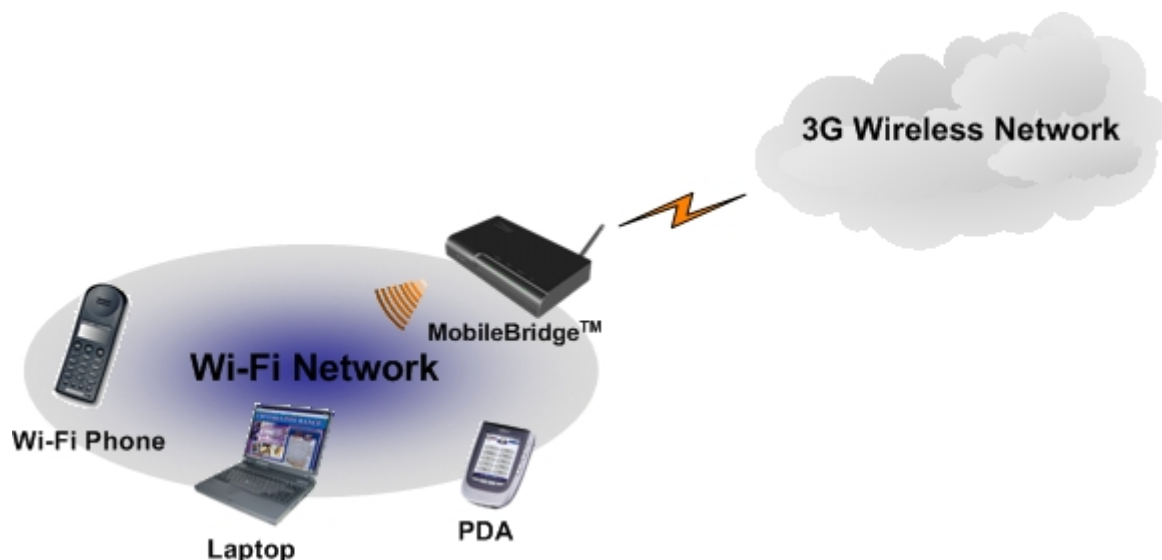 3G Wireless Network
MobileBridge™
Wi-Fi Network
Wi-Fi Phone
PDA
Laptop